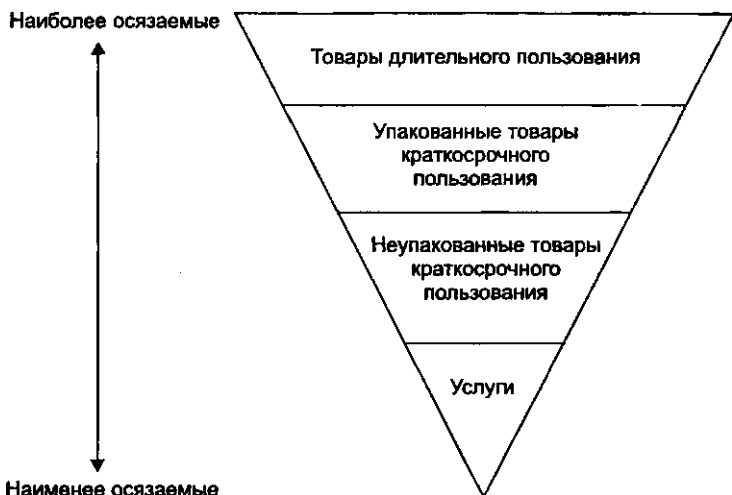 Наиболее осязаемые
Товары длительного пользования
Упакованные товары
краткосрочного
пользования
Неупакованные товары
краткосрочного
пользования
Услуги
Наименее осязаемые